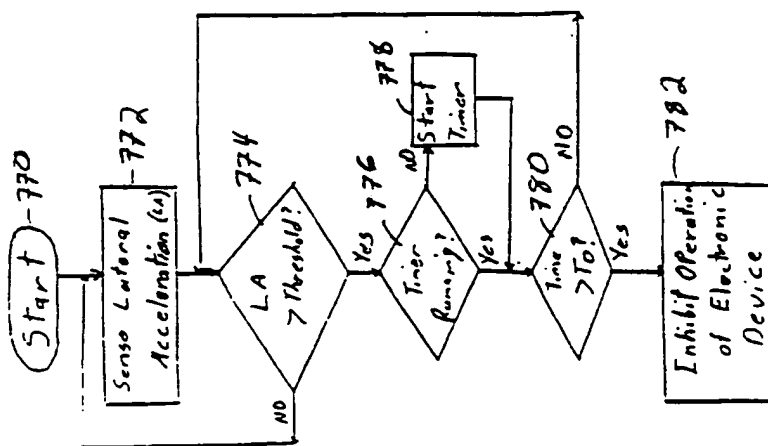 Start
770
Sense Lateral
Acceleration (LA)
772
LA
> Threshold?
774
NO
Yes
Timer
Running?
776
NO
Start
Timer
778
Yes
Time
> To?
780
NO
Yes
Inhibit Operation
of Electronic
Device
782